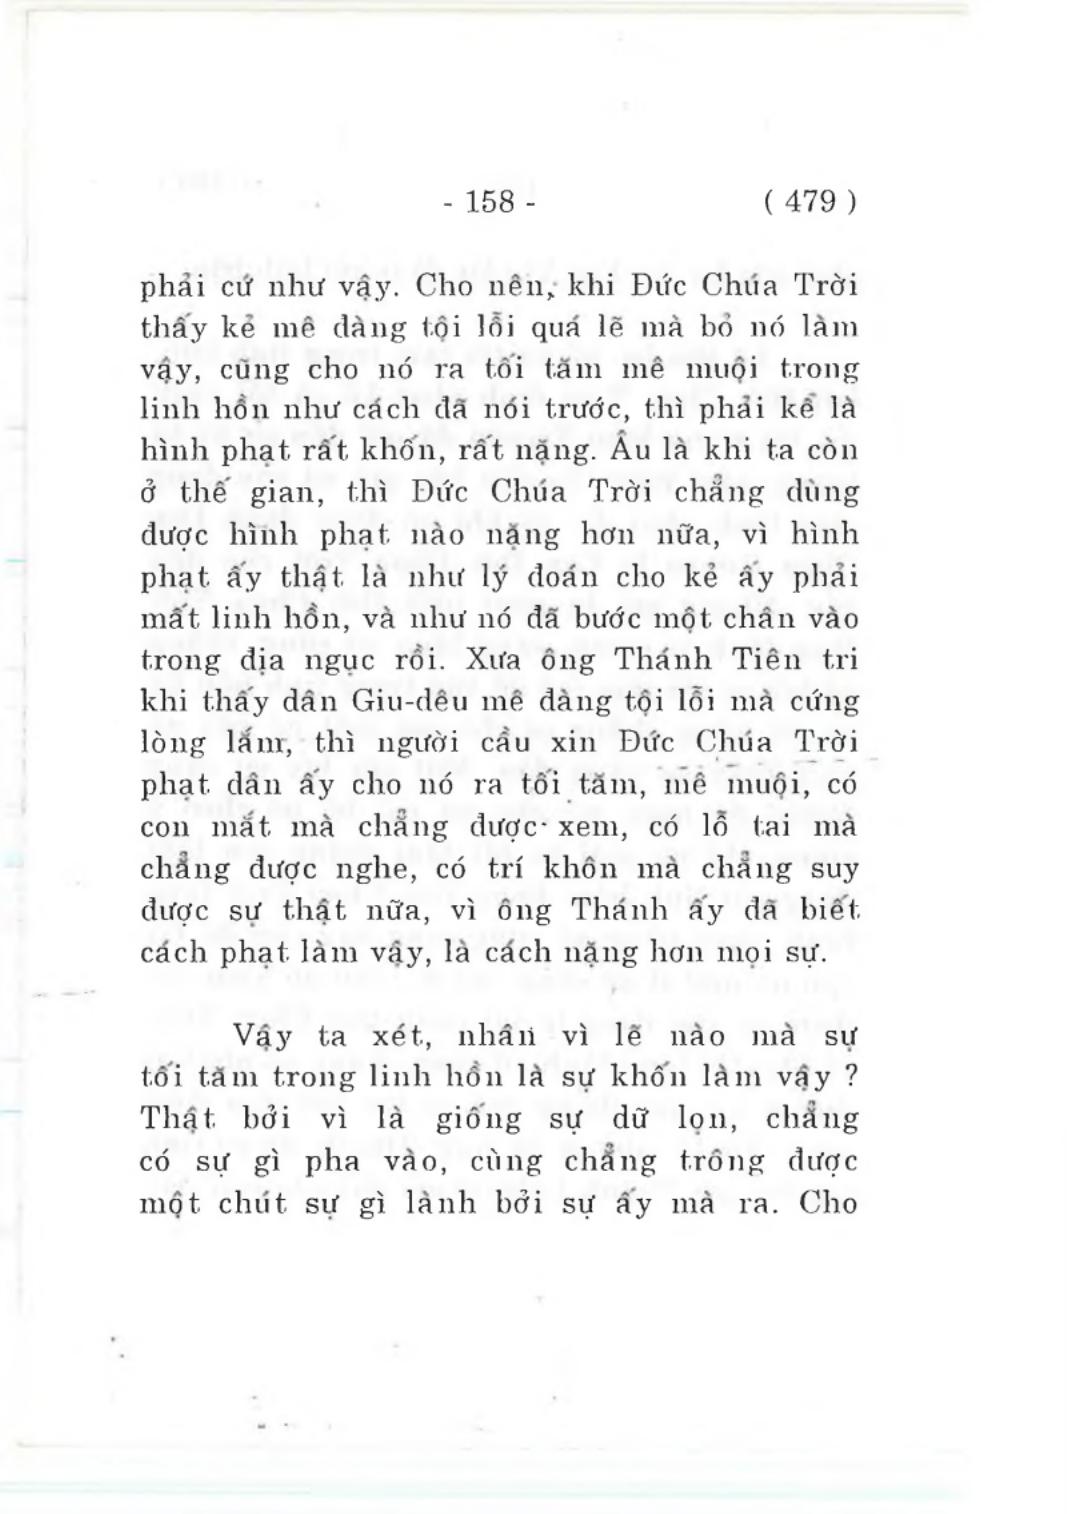 - 158 - ( 479 )
phải cứ như vậy. Cho nên, khi Đức Chúa Trời
thấy kẻ mê đàng tội lỗi quá lẽ mà bỏ nó làm
vậy, cũng cho nó ra tối tăm mê muội trong
linh hồn như cách đã nói trước, thì phải kể là
hình phạt rất khốn, rất nặng. Âu là khi ta còn
ở thế gian, thì Đức Chúa Trời chẳng dùng
được hình phạt nào nặng hơn nữa, vì hình
phạt ấy thật là như lý đoán cho kẻ ấy phải
mất linh hồn, và như nó đã bước một chân vào
trong địa ngục rồi. Xưa ông Thánh Tiên tri
khi thấy dân Giu-dêu mê đàng tội lỗi mà cứng
lòng lắm, thì người cầu xin Đức Chúa Trời
phạt dân ấy cho nó ra tối tăm, mê muội, có
con mắt mà chẳng được xem, có lỗ tai mà
chẳng được nghe, có trí khôn mà chẳng suy
được sự thật nữa, vì ông Thánh ấy đã biết
cách phạt làm vậy, là cách nặng hơn mọi sự.
Vậy ta xét, nhân vì lẽ nào mà sự
tối tăm trong linh hồn là sự khốn làm vậy ?
Thật bởi vì là giống sự dữ lọn, chẳng
có sự gì pha vào, cùng chẳng trông được
một chút sự gì lành bởi sự ấy mà ra. Cho